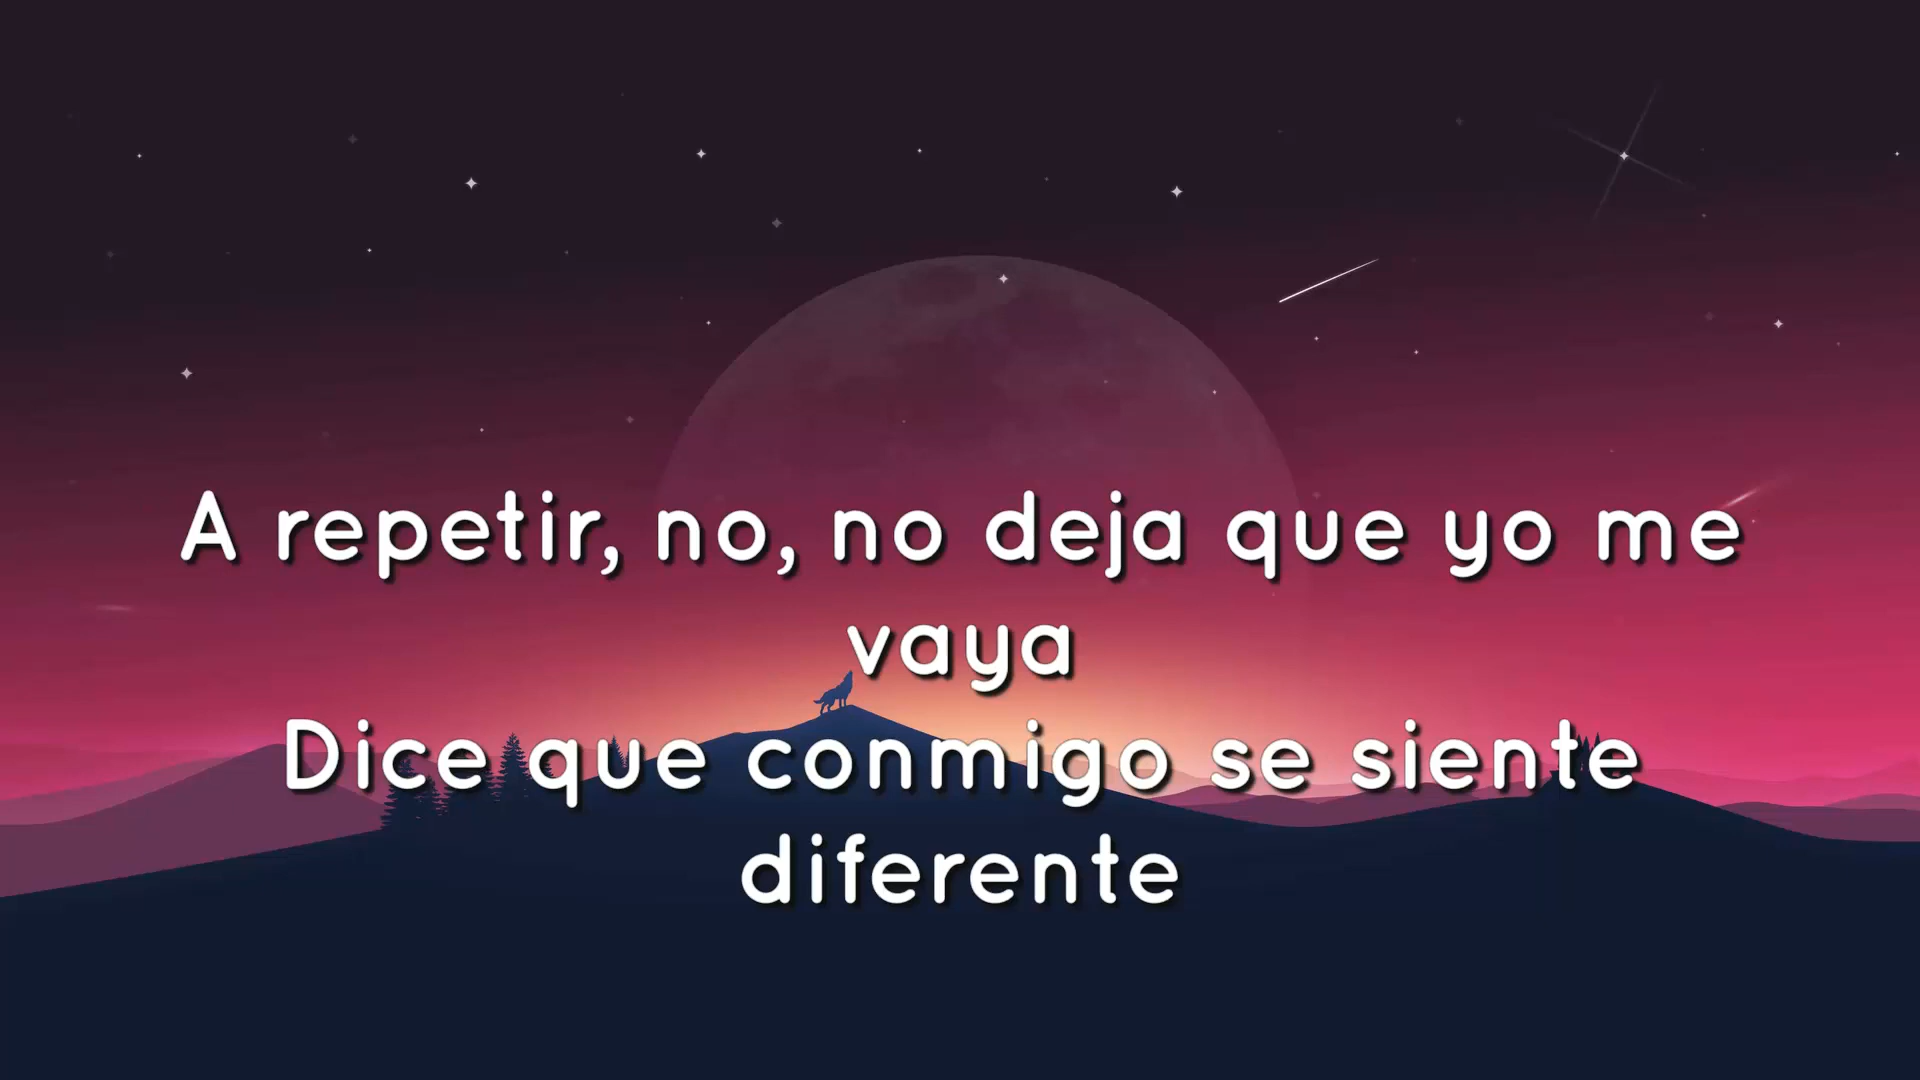 A repetir, no, no deja que yo me
vaya
Dice que conmigo se siente
diferente